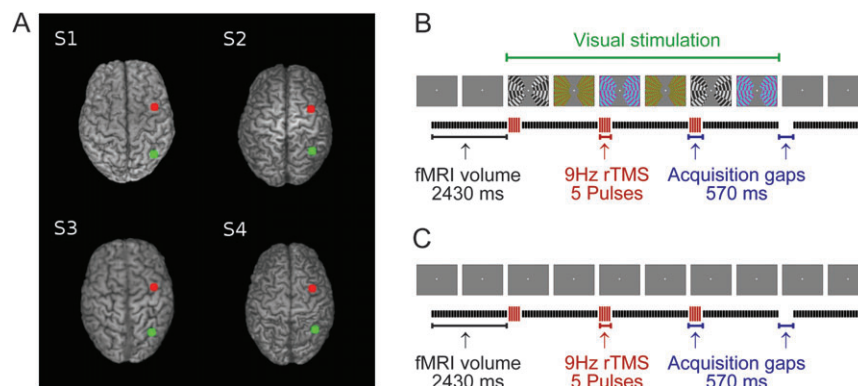 A
S1
S2
S3
S4
B
Visual stimulation
fMRI volume
2430 ms
9Hz rTMS
5 Pulses
Acquisition gaps
570 ms
C
fMRI volume
2430 ms
9Hz rTMS
5 Pulses
Acquisition gaps
570 ms